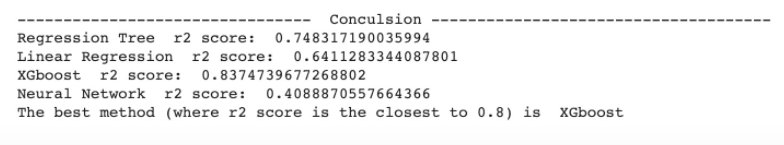 -------------------------------- Conculsion -------------------------------------
Regression Tree  r2 score:  0.748317190035994
Linear Regression  r2 score:  0.6411283344087801
XGboost  r2 score:  0.8374739677268802
Neural Network  r2 score:  0.4088870557664366
The best method (where r2 score is the closest to 0.8) is  XGboost